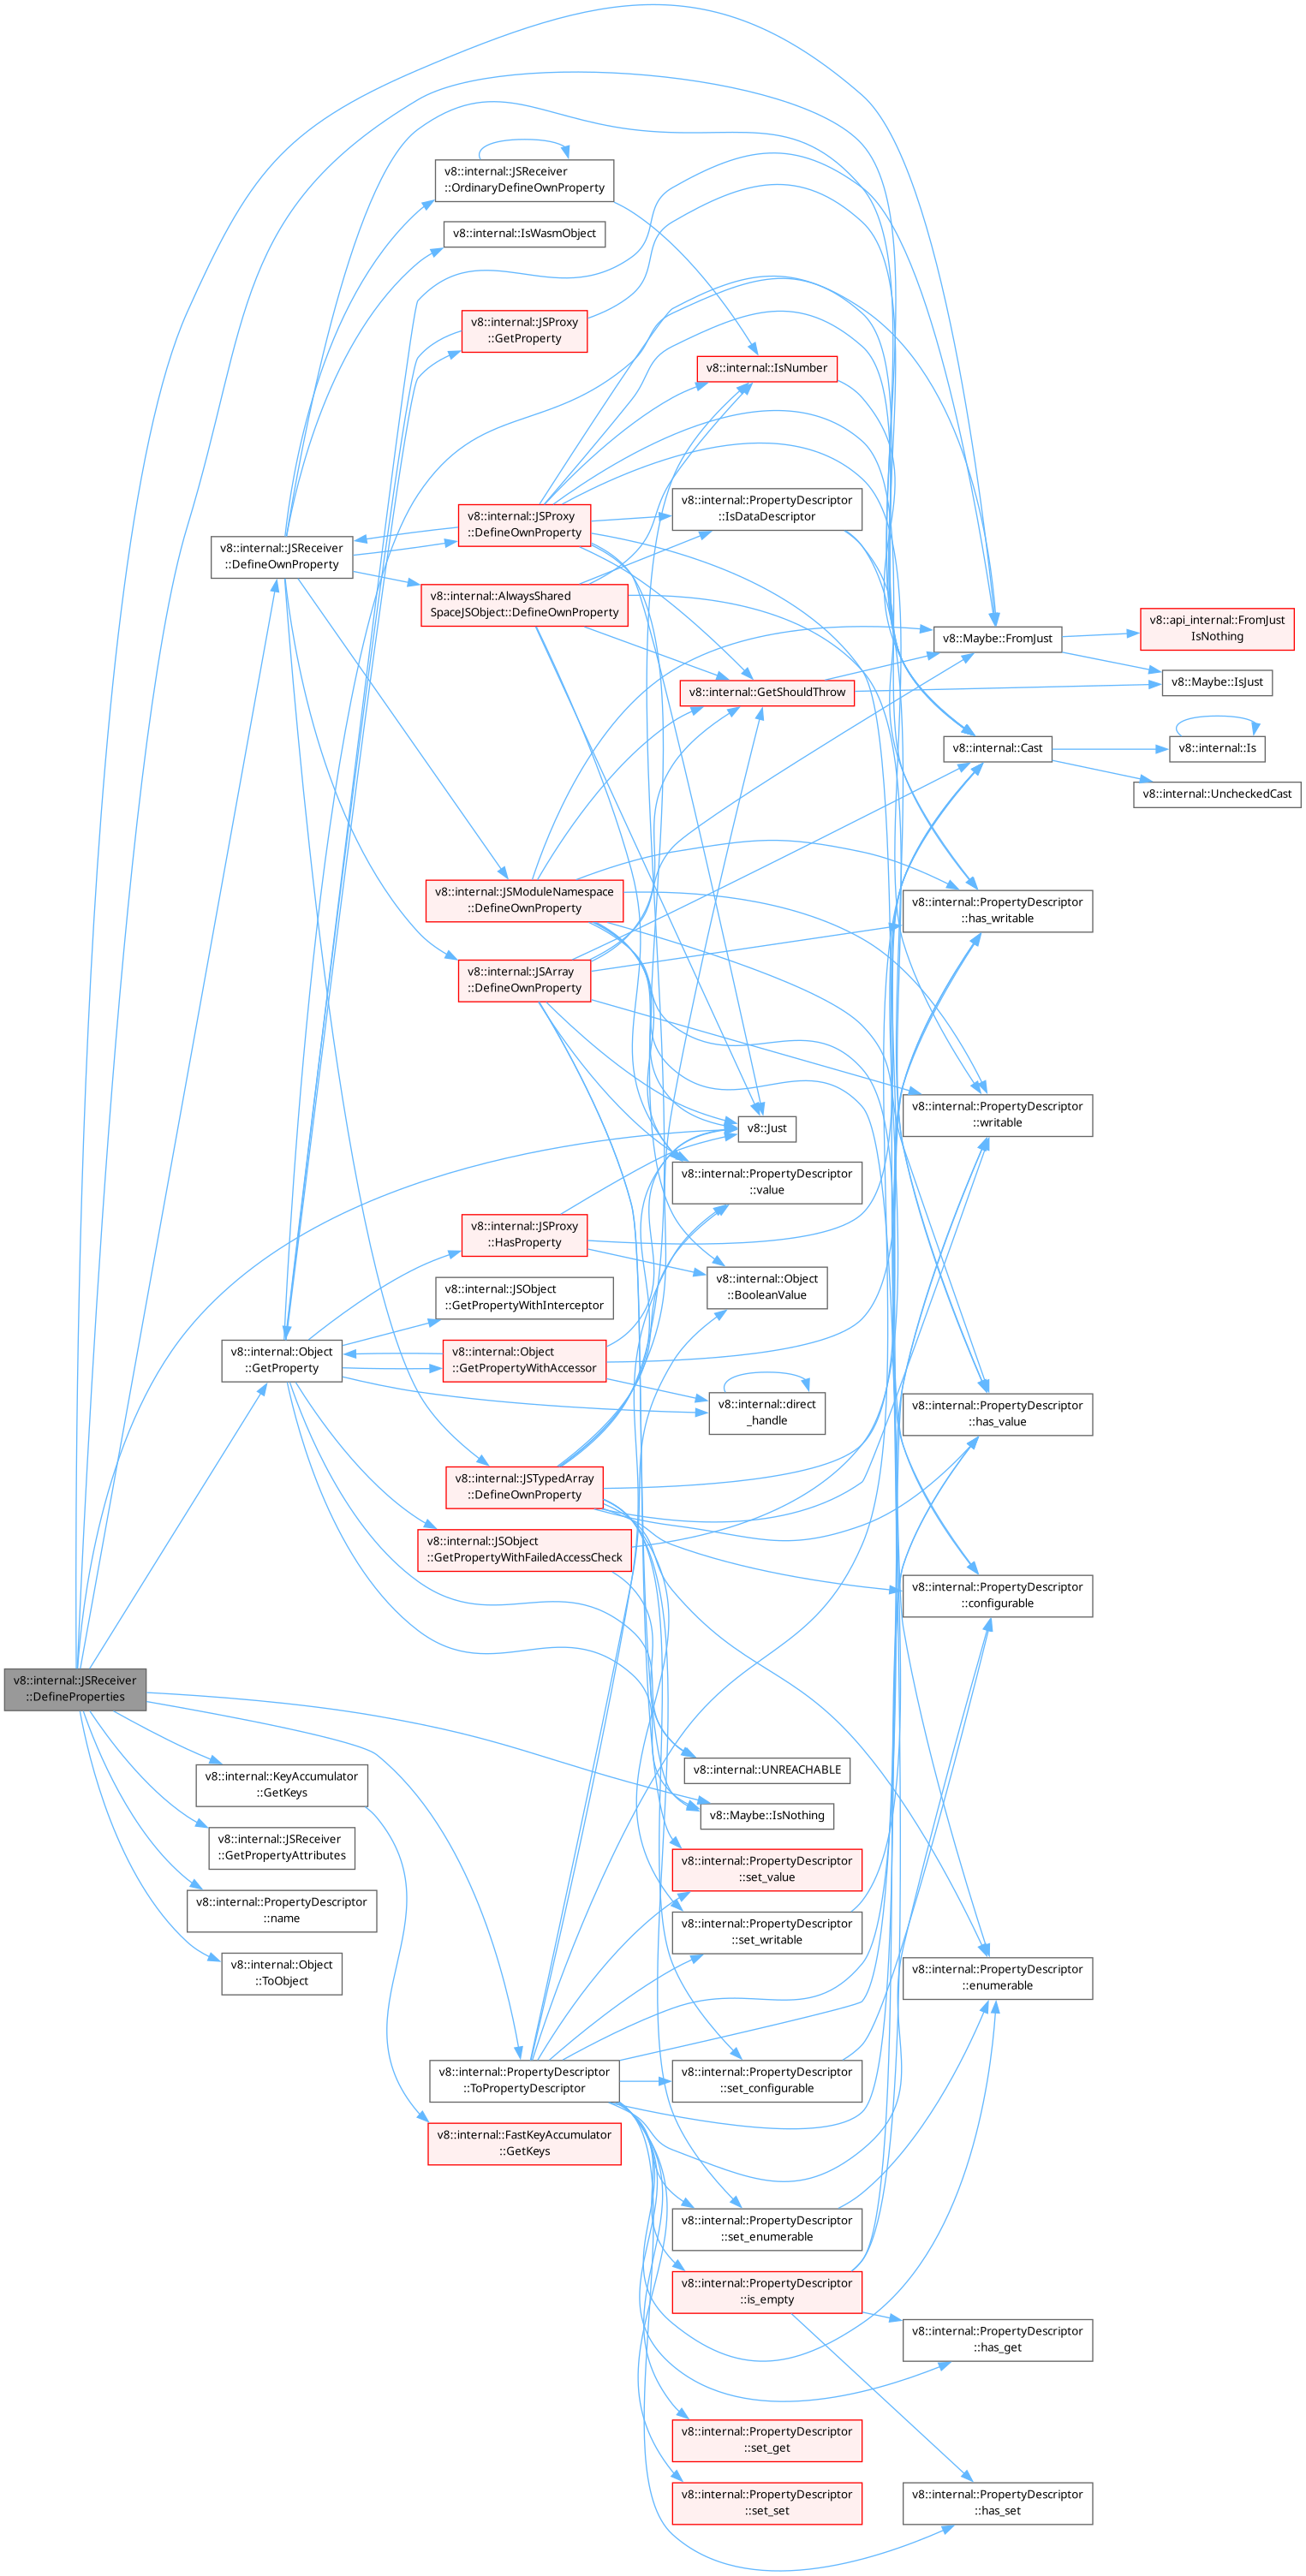 v8::internal::JSReceiver
::OrdinaryDefineOwnProperty
v8::internal::IsWasmObject
v8::internal::JSProxy
::GetProperty
v8::internal::IsNumber
v8::internal::JSProxy
::DefineOwnProperty
v8::internal::PropertyDescriptor
::IsDataDescriptor
v8::internal::JSReceiver
::DefineOwnProperty
v8::internal::AlwaysShared
SpaceJSObject::DefineOwnProperty
v8::Maybe::FromJust
v8::api_internal::FromJust
IsNothing
v8::internal::GetShouldThrow
v8::Maybe::IsJust
v8::internal::Cast
v8::internal::Is
v8::internal::UncheckedCast
v8::internal::JSModuleNamespace
::DefineOwnProperty
v8::internal::PropertyDescriptor
::has_writable
v8::internal::JSArray
::DefineOwnProperty
v8::internal::PropertyDescriptor
::writable
v8::Just
v8::internal::PropertyDescriptor
::value
v8::internal::JSProxy
::HasProperty
v8::internal::Object
::BooleanValue
v8::internal::JSObject
::GetPropertyWithInterceptor
v8::internal::Object
::GetProperty
v8::internal::Object
::GetPropertyWithAccessor
v8::internal::direct
_handle
v8::internal::PropertyDescriptor
::has_value
v8::internal::JSTypedArray
::DefineOwnProperty
v8::internal::JSObject
::GetPropertyWithFailedAccessCheck
v8::internal::PropertyDescriptor
::configurable
v8::internal::JSReceiver
::DefineProperties
v8::internal::KeyAccumulator
::GetKeys
v8::internal::UNREACHABLE
v8::Maybe::IsNothing
v8::internal::JSReceiver
::GetPropertyAttributes
v8::internal::PropertyDescriptor
::set_value
v8::internal::PropertyDescriptor
::name
v8::internal::PropertyDescriptor
::set_writable
v8::internal::Object
::ToObject
v8::internal::PropertyDescriptor
::enumerable
v8::internal::PropertyDescriptor
::ToPropertyDescriptor
v8::internal::PropertyDescriptor
::set_configurable
v8::internal::FastKeyAccumulator
::GetKeys
v8::internal::PropertyDescriptor
::set_enumerable
v8::internal::PropertyDescriptor
::is_empty
v8::internal::PropertyDescriptor
::has_get
v8::internal::PropertyDescriptor
::set_get
v8::internal::PropertyDescriptor
::set_set
v8::internal::PropertyDescriptor
::has_set